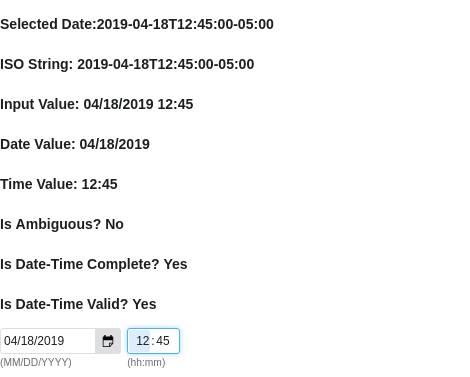 Selected Date:2019-04-18T12:45:00-05:00
ISO String: 2019-04-18T12:45:00-05:00
Input Value: 04/18/2019 12:45
Date Value: 04/18/2019
Time Value: 12:45
Is Ambiguous? No
Is Date-Time Complete? Yes
Is Date-Time Valid? Yes
04/18/2019 12:45
(MM/DD/YYYY) (hh:mm)